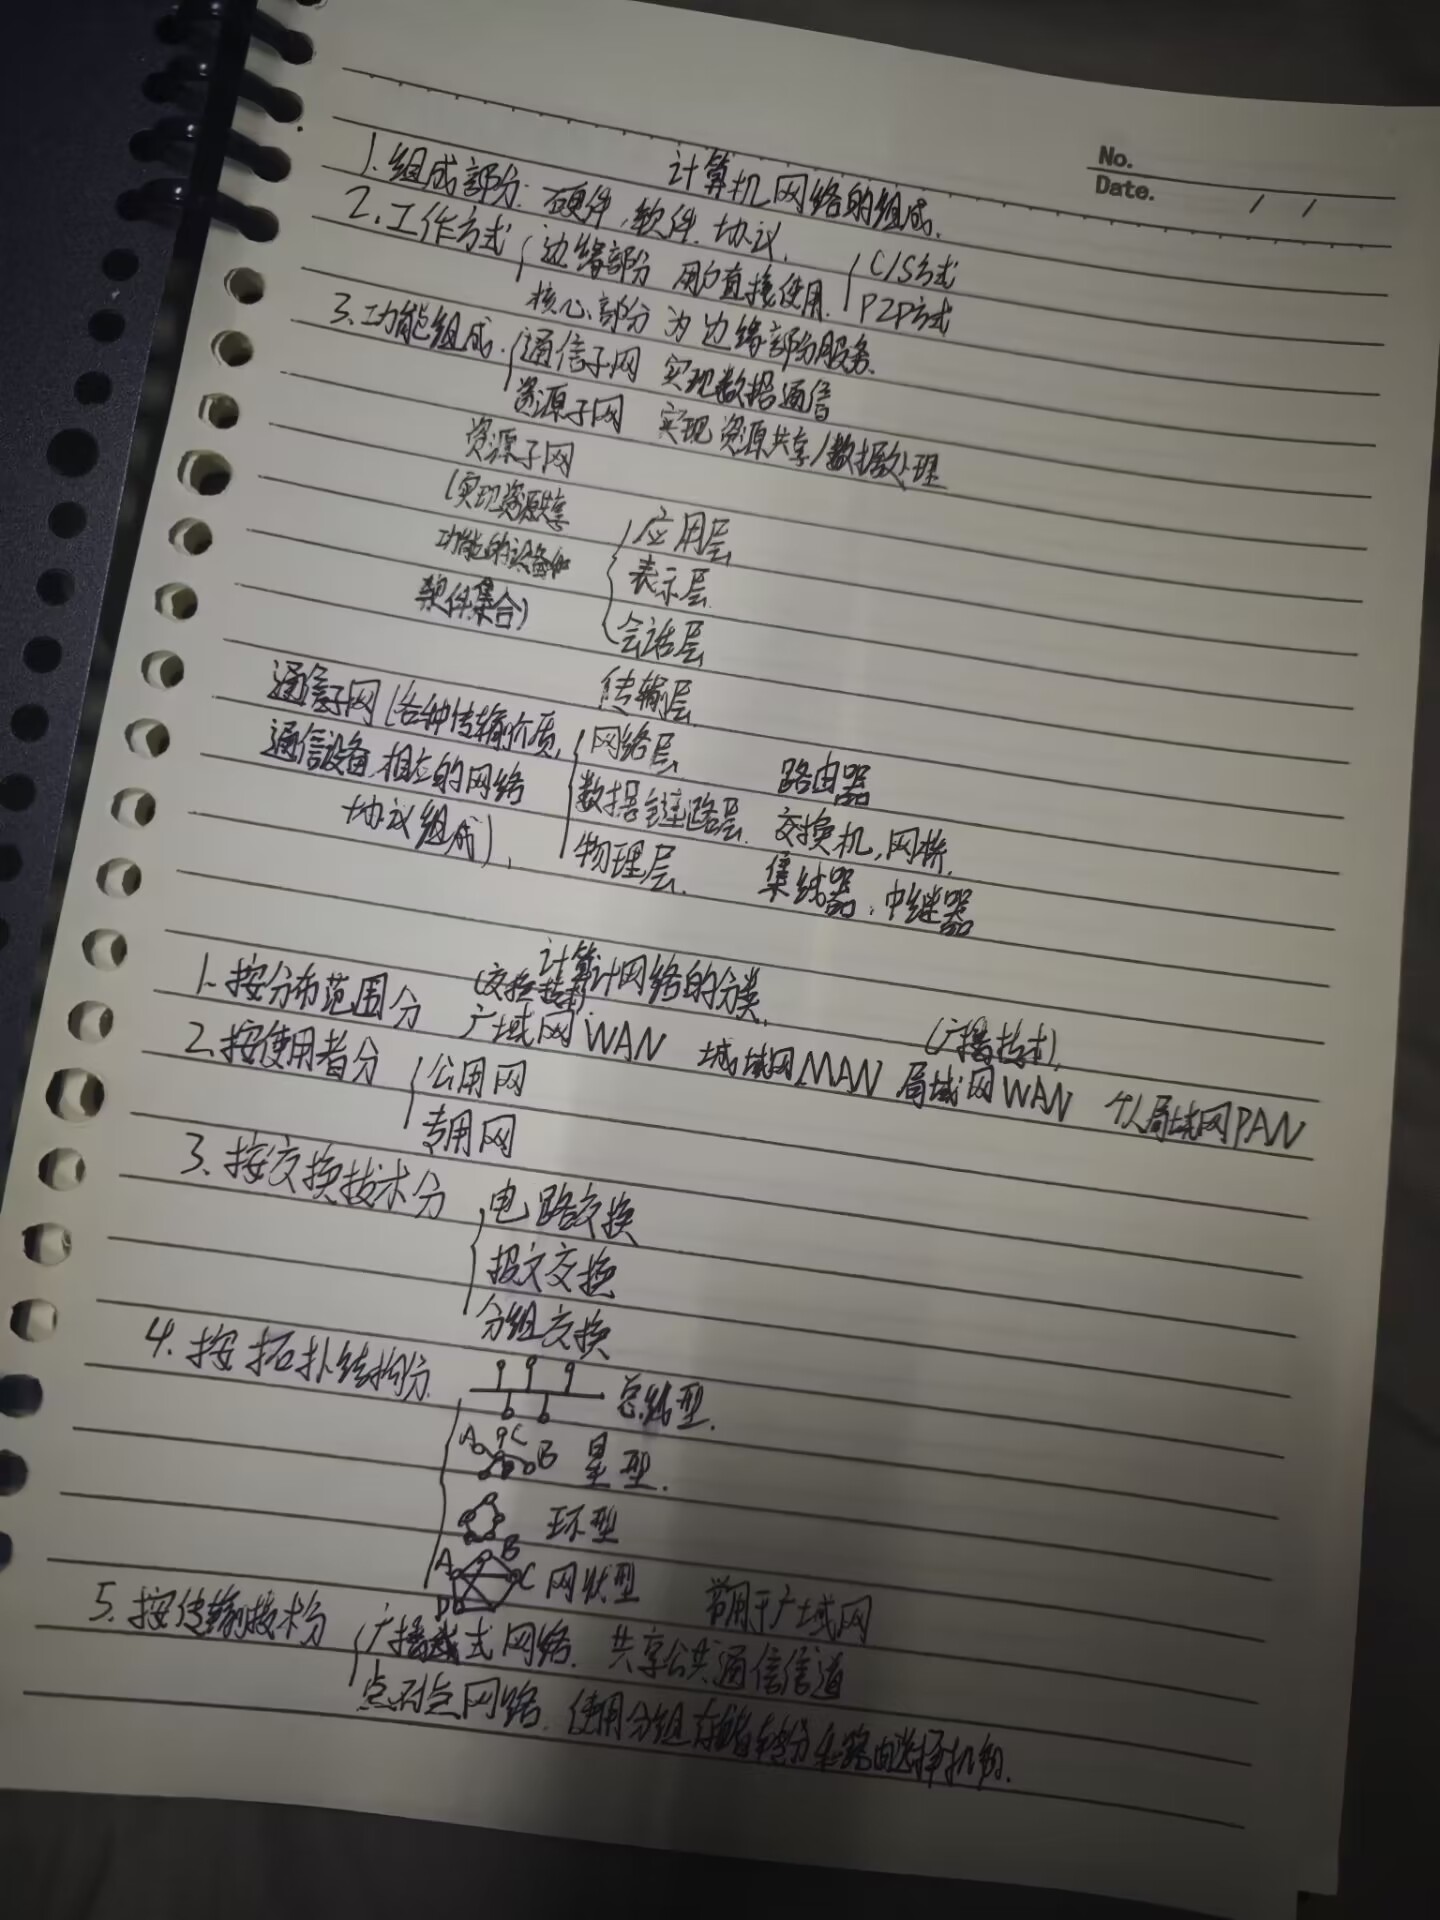 No.
Date. / /
计算机网络的组成.
1. 组成部分: 硬件, 软件. 协议.
2. 工作方式 { 边缘部分 用户直接使用. { C/S方式
P2P方式
核心部分 为边缘部分服务.
3. 功能组成. { 通信子网 实现数据通信
资源子网 实现资源共享/数据处理
资源子网
(实现资源共享
功能的设备和
软件集合)
{ 应用层
表示层
会话层
传输层
通信子网(各种传输介质,
通信设备,相应的网络
协议组成).
{ 网络层 路由器
数据链路层. 交换机, 网桥.
物理层. 集线器, 中继器
计算计网络的分类.
1. 按分布范围分 (交换技术) 广域网WAN 城域网MAN (广播技术). 局域网WAN 个人局域网PAN
2. 按使用者分 { 公用网
专用网
3. 按交换技术分 { 电路交换
报文交换
分组交换
4. 按拓扑结构分. { 总线型.
A C B 星型.
环型
A B C D 网状型 常用于广域网
5. 按传输技术分 { 广播式网络. 共享公共通信信道
点对点网络. 使用分组存储转发和路由选择机制.